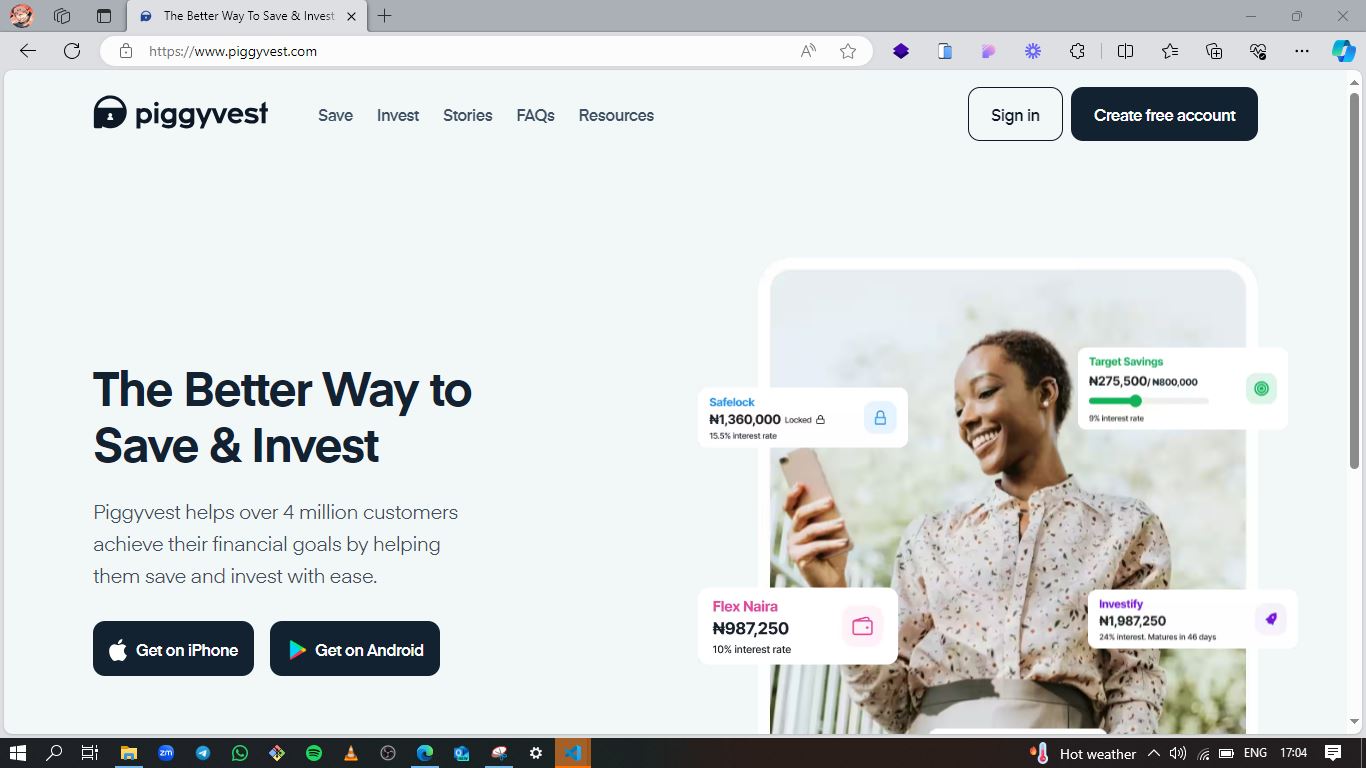 The Better Way To Save & Invest
https://www.piggyvest.com
piggyvest
Save
Invest
Stories
FAQs
Resources
Sign in
Create free account
The Better Way to
Save & Invest
Piggyvest helps over 4 million customers
achieve their financial goals by helping
them save and invest with ease.
Get on iPhone
Get on Android
Safelock
₦1,360,000 Locked
15.5% interest rate
Target Savings
₦275,500/ ₦800,000
9% interest rate
Flex Naira
₦987,250
10% interest rate
Investify
₦1,987,250
24% interest. Matures in 46 days
zm
Hot weather
ENG
17:04